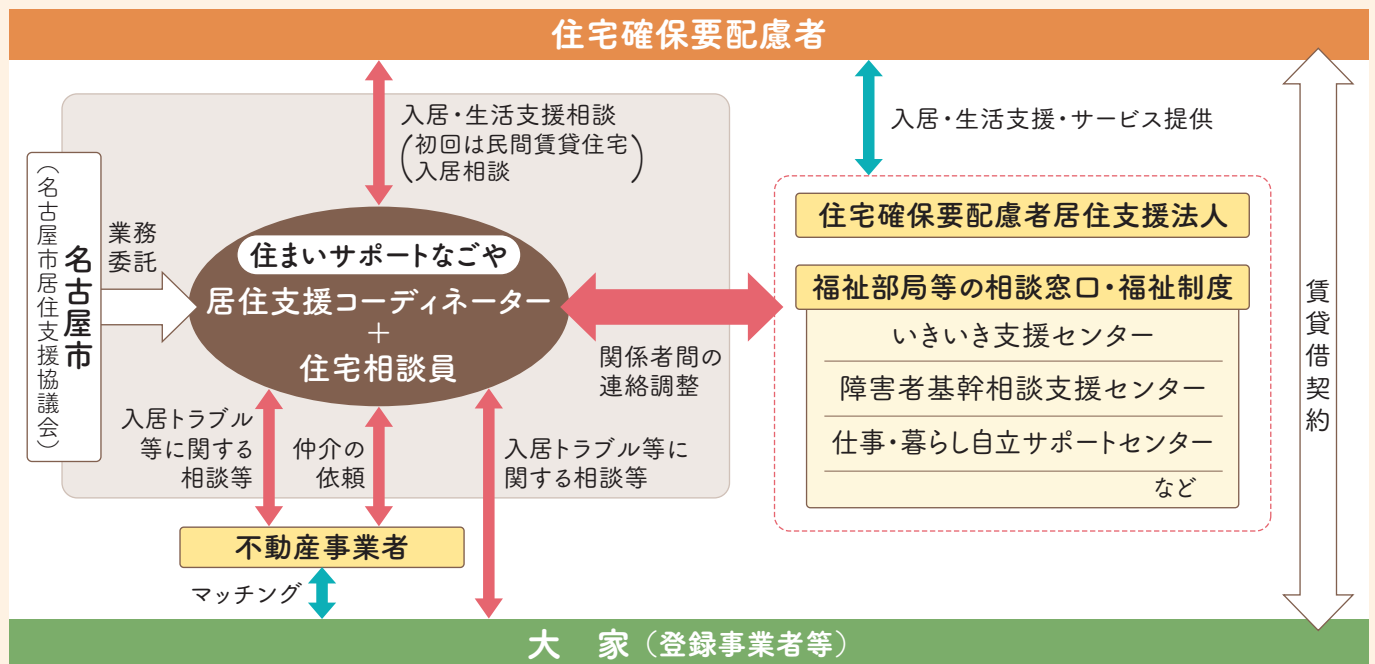 住宅確保要配慮者
入居・生活支援相談
(初回は民間賃貸住宅
入居相談)
入居・生活支援・サービス提供
名古屋市
(名古屋市居住支援協議会)
業務
委託
住まいサポートなごや
居住支援コーディネーター
+
住宅相談員
関係者間の
連絡調整
住宅確保要配慮者居住支援法人
福祉部局等の相談窓口・福祉制度
いきいき支援センター
障害者基幹相談支援センター
仕事・暮らし自立サポートセンター
など
賃貸借契約
入居トラブル
等に関する
相談等
仲介の
依頼
入居トラブル等に
関する相談等
不動産事業者
マッチング
大 家(登録事業者等)